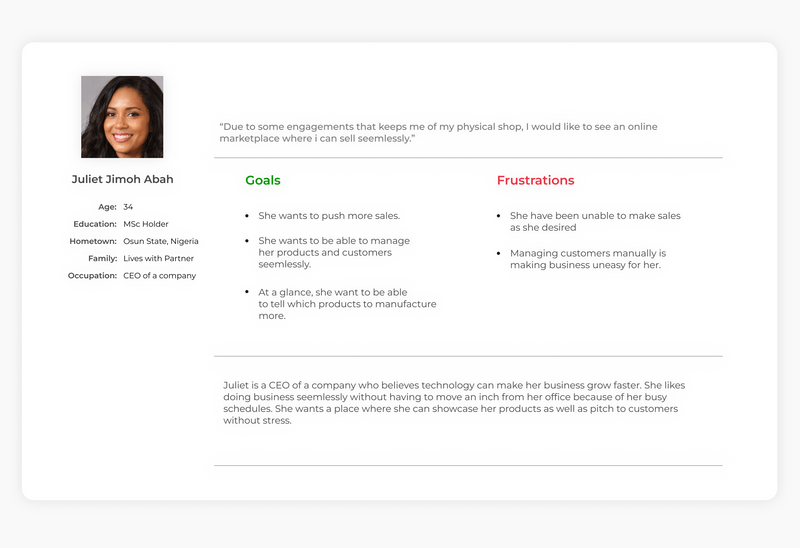 “Due to some engagements that keeps me of my physical shop, I would like to see an online
marketplace where i can sell seemlessly.”
Juliet Jimoh Abah
Age: 34
Education: MSc Holder
Hometown: Osun State, Nigeria
Family: Lives with Partner
Occupation: CEO of a company
Goals
• She wants to push more sales.
• She wants to be able to manage
her products and customers
seemlessly.
• At a glance, she want to be able
to tell which products to manufacture
more.
Frustrations
• She have been unable to make sales
as she desired
• Managing customers manually is
making business uneasy for her.
Juliet is a CEO of a company who believes technology can make her business grow faster. She likes
doing business seemlessly without having to move an inch from her office because of her busy
schedules. She wants a place where she can showcase her products as well as pitch to customers
without stress.